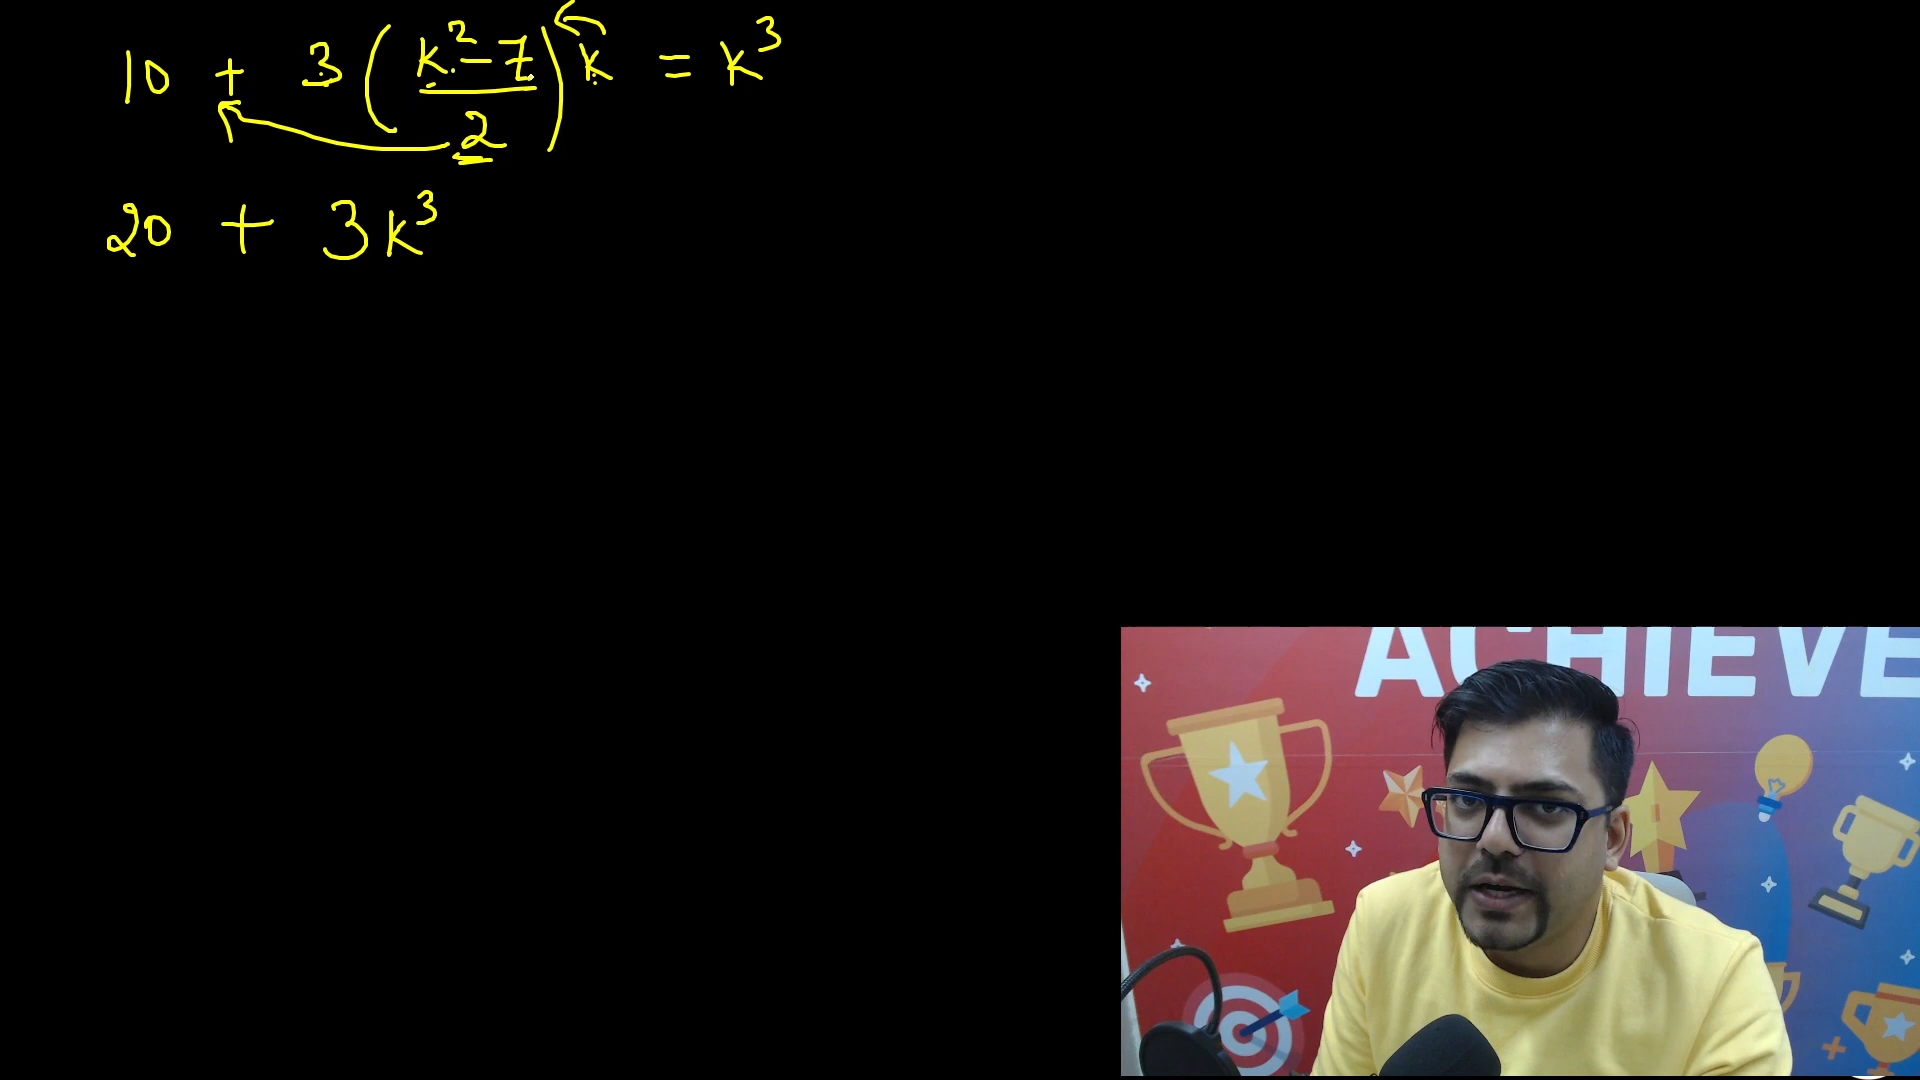 10 + 3 ( k² - 7 / 2 ) k = k³
20 + 3k³
ACHIEVE